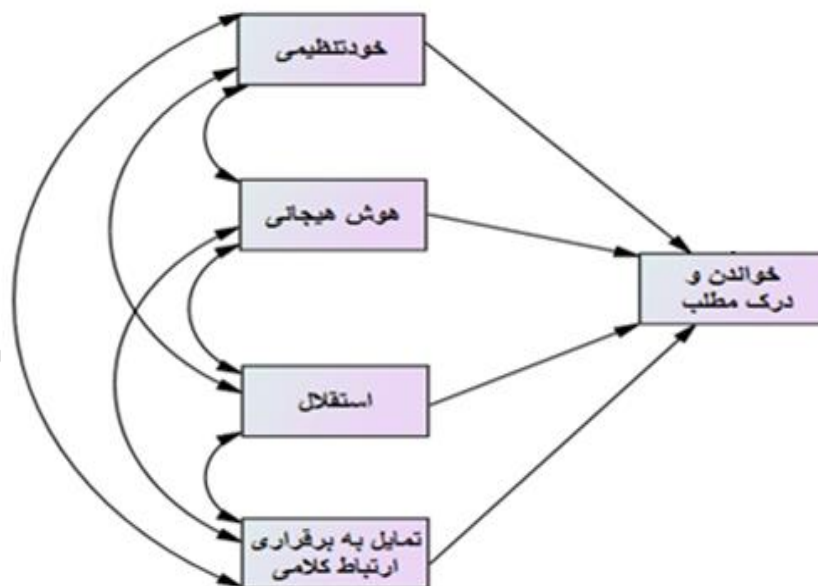 خودتنظیمی
هوش هیجانی
خواندن و
درک مطلب
استقلال
تمایل به برقراری
ارتباط کلامی